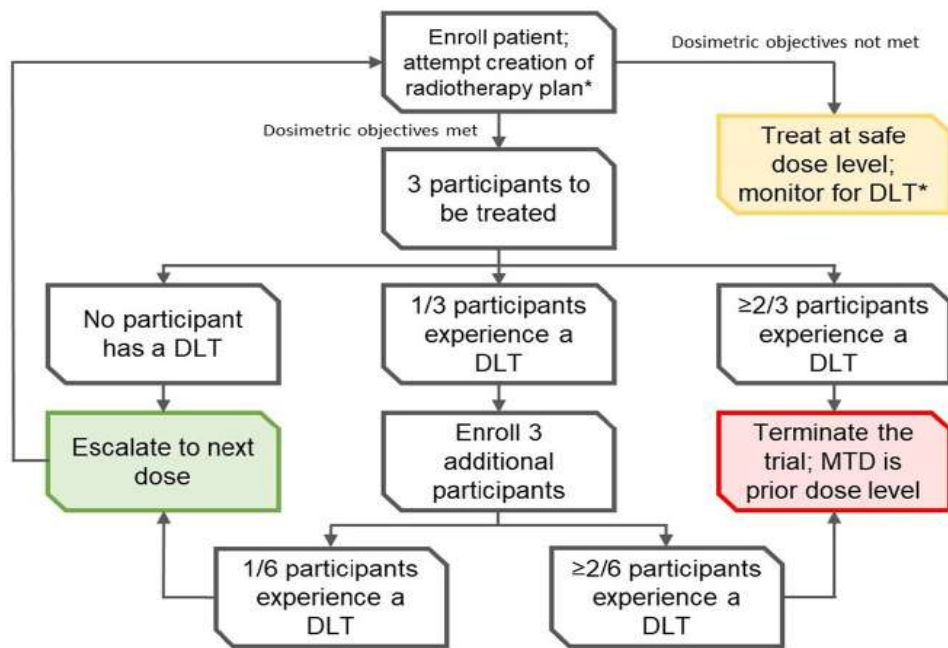 Enroll patient;
attempt creation of
radiotherapy plan*
Dosimetric objectives not met
Dosimetric objectives met
Treat at safe
dose level;
monitor for DLT*
3 participants to
be treated
No participant
has a DLT
1/3 participants
experience a
DLT
≥2/3 participants
experience a
DLT
Escalate to next
dose
Enroll 3
additional
participants
Terminate the
trial; MTD is
prior dose level
1/6 participants
experience a
DLT
≥2/6 participants
experience a
DLT